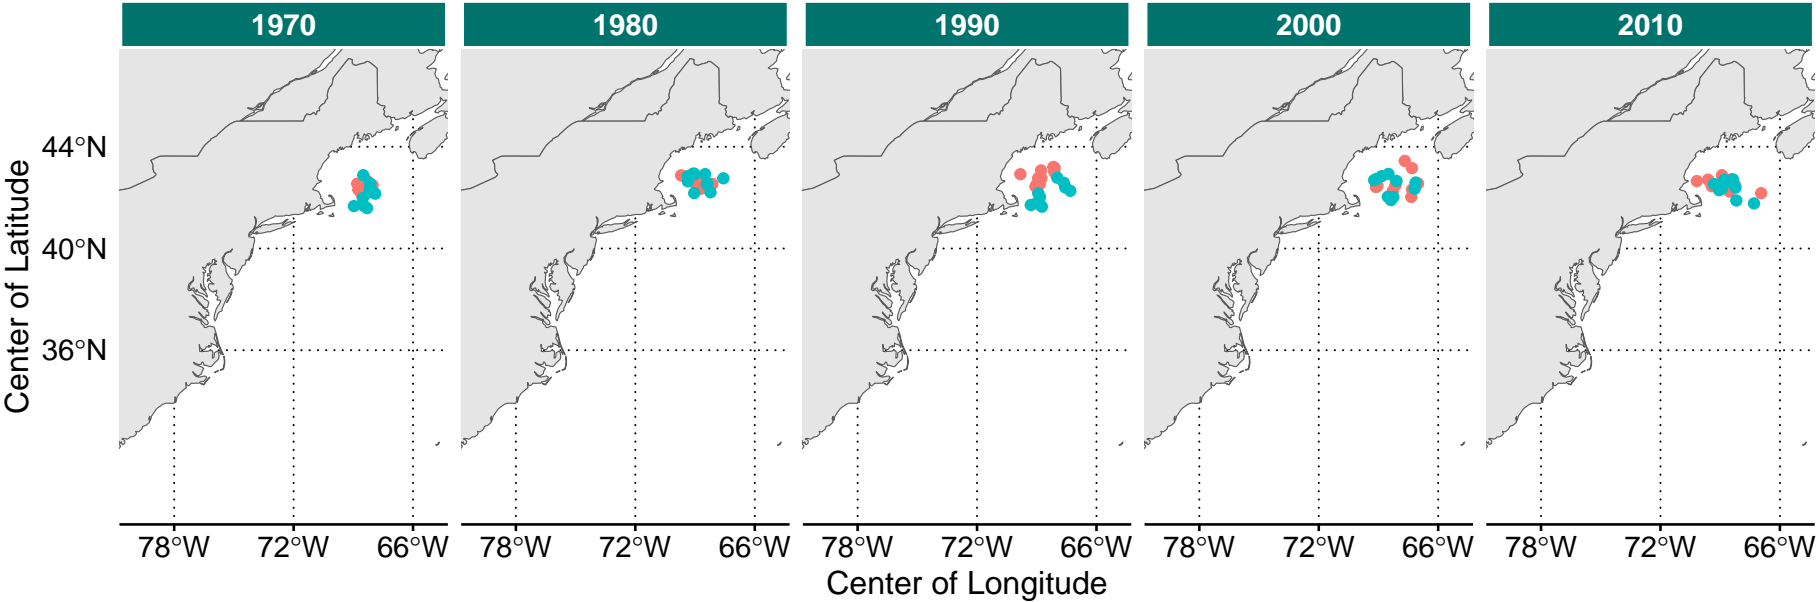 1970 1980 1990 2000 2010
44°N
40°N
36°N
Center of Latitude
78°W 72°W 66°W 78°W 72°W 66°W 78°W 72°W 66°W 78°W 72°W 66°W 78°W 72°W 66°W
Center of Longitude